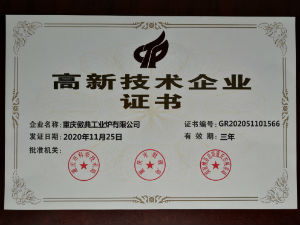 高新技术企业
证书
企业名称:重庆傲典工业炉有限公司 证书编号:GR202051101566
发证日期:2020年11月25日 有效期:三年
批准机关: